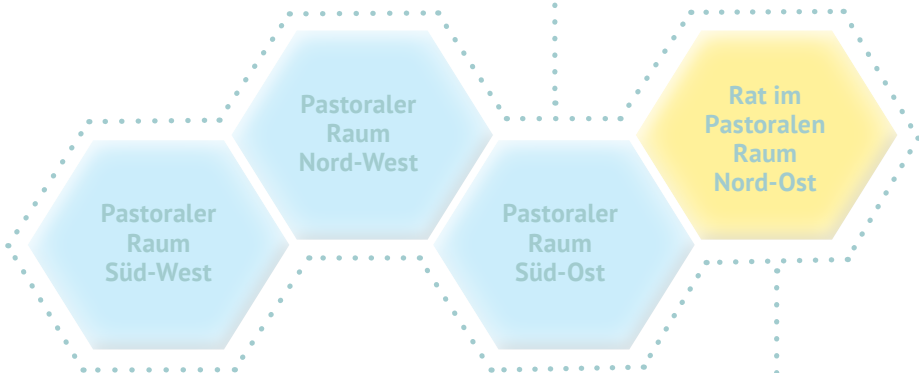 Pastoraler
Raum
Süd-West
Pastoraler
Raum
Nord-West
Pastoraler
Raum
Süd-Ost
Rat im
Pastoralen
Raum
Nord-Ost